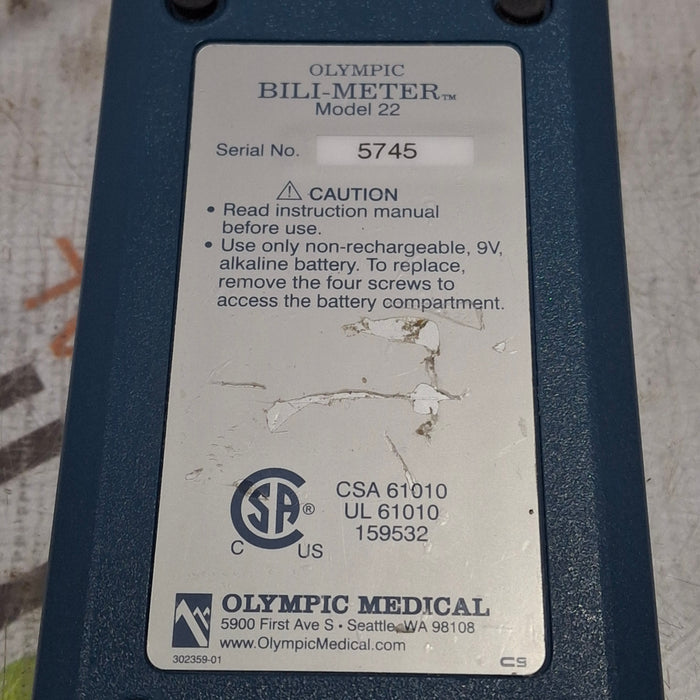 OLYMPIC
BILI-METER™
Model 22
Serial No. 5745
⚠ CAUTION
• Read instruction manual
before use.
• Use only non-rechargeable, 9V,
alkaline battery. To replace,
remove the four screws to
access the battery compartment.
CSA®
C US
CSA 61010
UL 61010
159532
OLYMPIC MEDICAL
5900 First Ave S • Seattle, WA 98108
www.OlympicMedical.com
302359-01